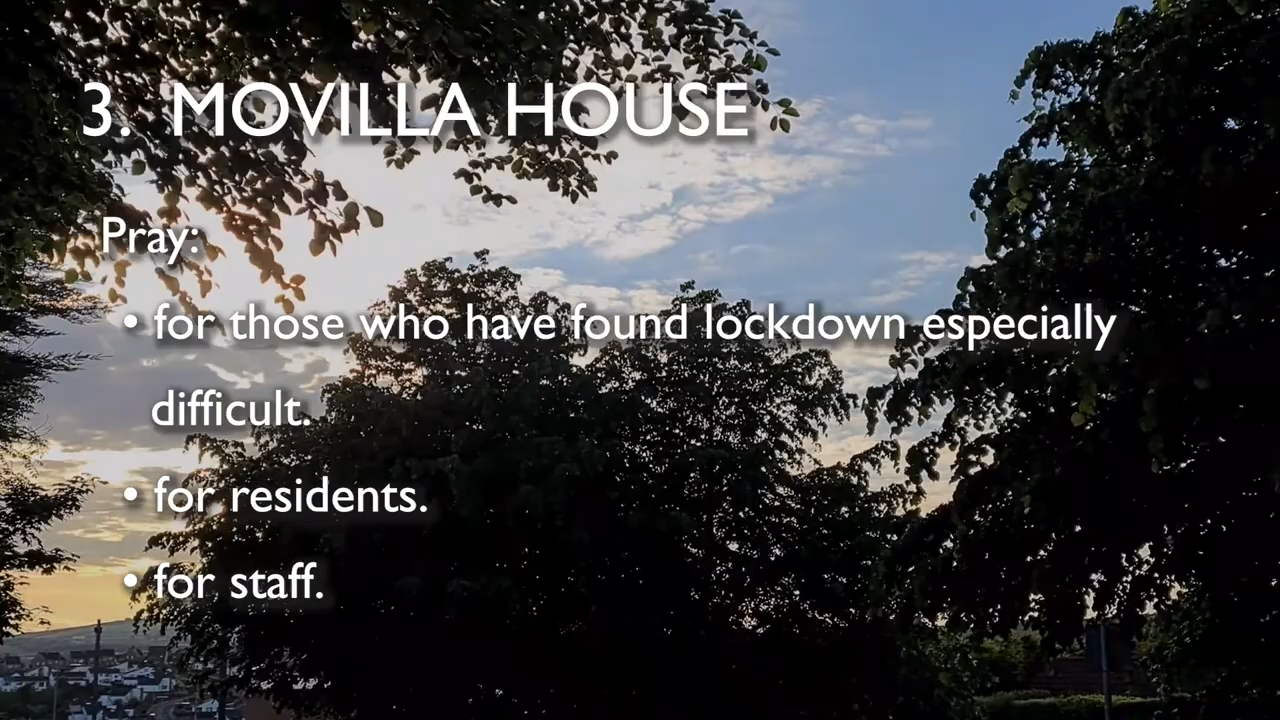 3. MOVILLA HOUSE
Pray:
• for those who have found lockdown especially
difficult.
• for residents.
• for staff.